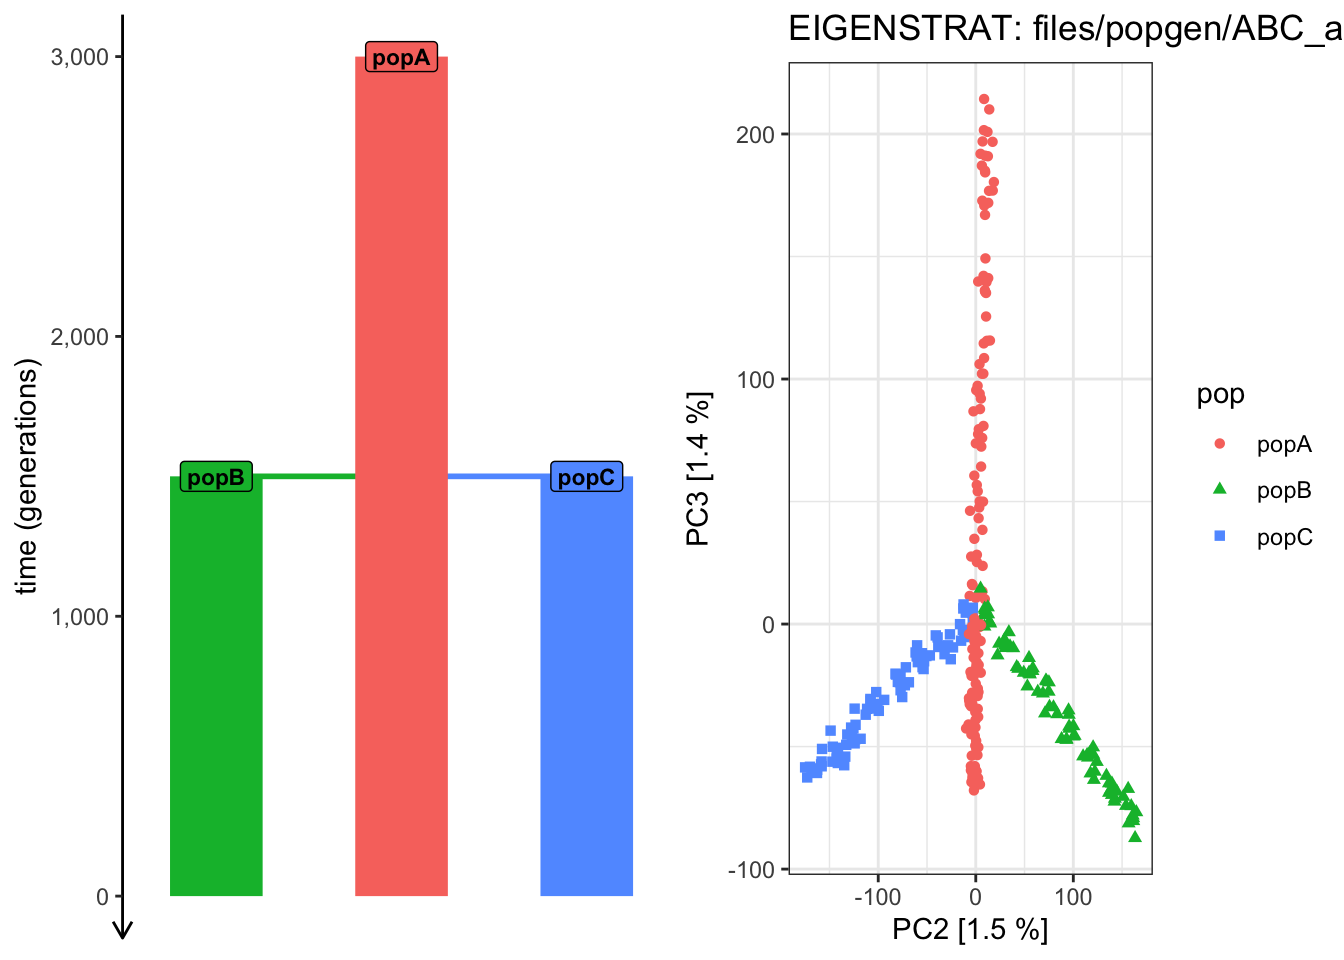 time (generations)
3,000
2,000
1,000
0
popA
popB
popC
EIGENSTRAT: files/popgen/ABC_a
PC3 [1.4 %]
200
100
0
-100
-100
0
100
PC2 [1.5 %]
pop
popA
popB
popC